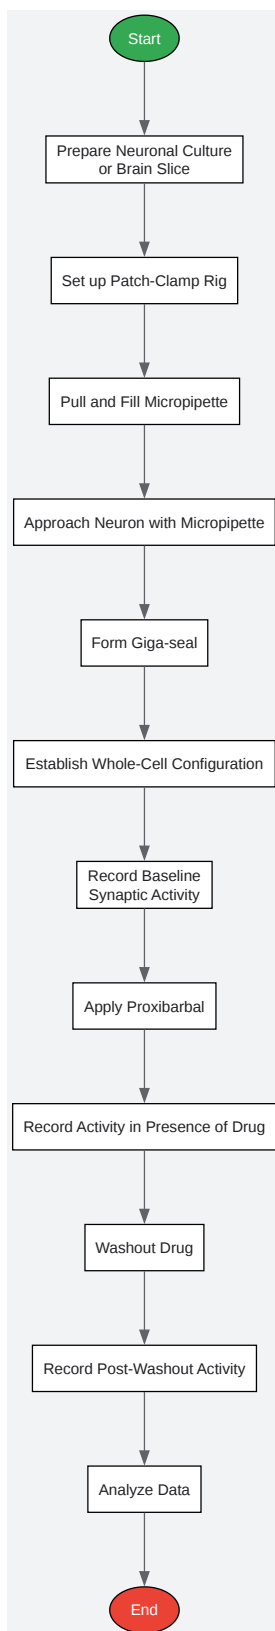 Start
Prepare Neuronal Culture
or Brain Slice
Set up Patch-Clamp Rig
Pull and Fill Micropipette
Approach Neuron with Micropipette
Form Giga-seal
Establish Whole-Cell Configuration
Record Baseline
Synaptic Activity
Apply Proxibarbal
Record Activity in Presence of Drug
Washout Drug
Record Post-Washout Activity
Analyze Data
End